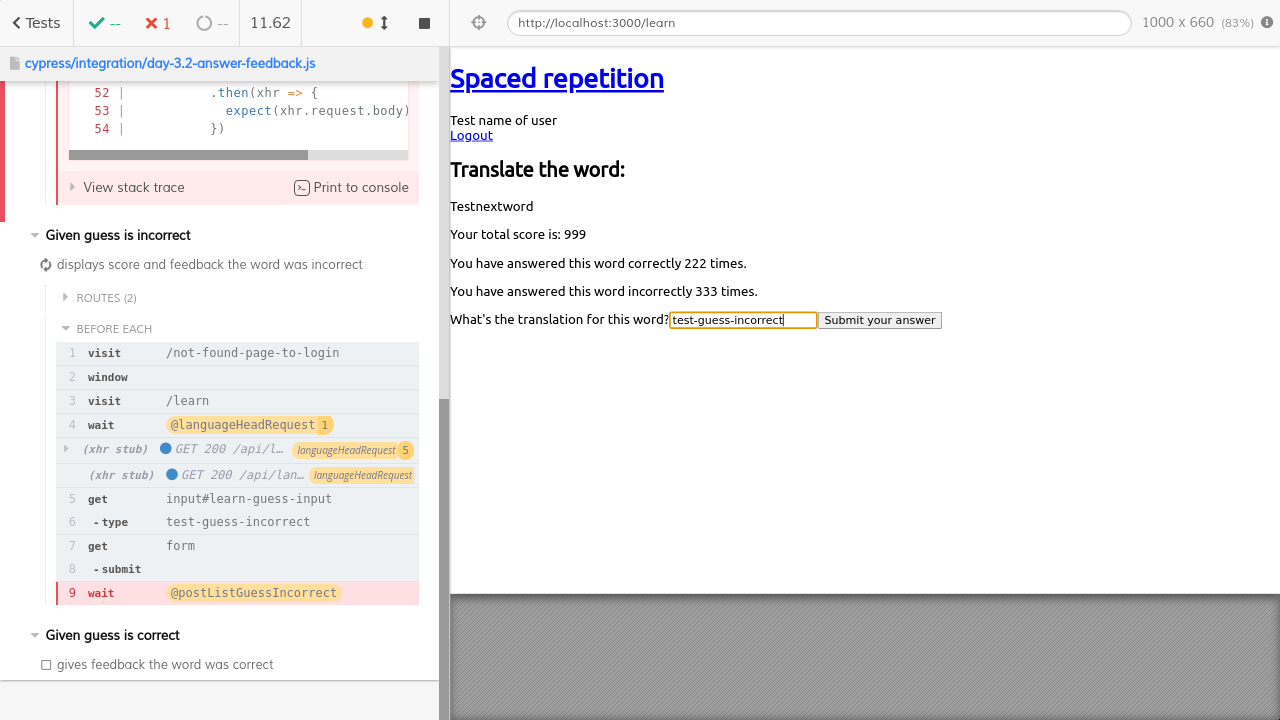 Tests
--
1
--
11.62
http://localhost:3000/learn
1000 x 660 (83%)
cypress/integration/day-3.2-answer-feedback.js
52 | .then(xhr => {
53 | expect(xhr.request.body)
54 | })
View stack trace
Print to console
Given guess is incorrect
displays score and feedback the word was incorrect
ROUTES (2)
BEFORE EACH
1 visit /not-found-page-to-login
2 window
3 visit /learn
4 wait @languageHeadRequest 1
(xhr stub) GET 200 /api/l... languageHeadRequest 5
(xhr stub) GET 200 /api/lan... languageHeadRequest
5 get input#learn-guess-input
6 -type test-guess-incorrect
7 get form
8 -submit
9 wait @postListGuessIncorrect
Given guess is correct
gives feedback the word was correct
Spaced repetition
Test name of user
Logout
Translate the word:
Testnextword
Your total score is: 999
You have answered this word correctly 222 times.
You have answered this word incorrectly 333 times.
What's the translation for this word? test-guess-incorrect Submit your answer